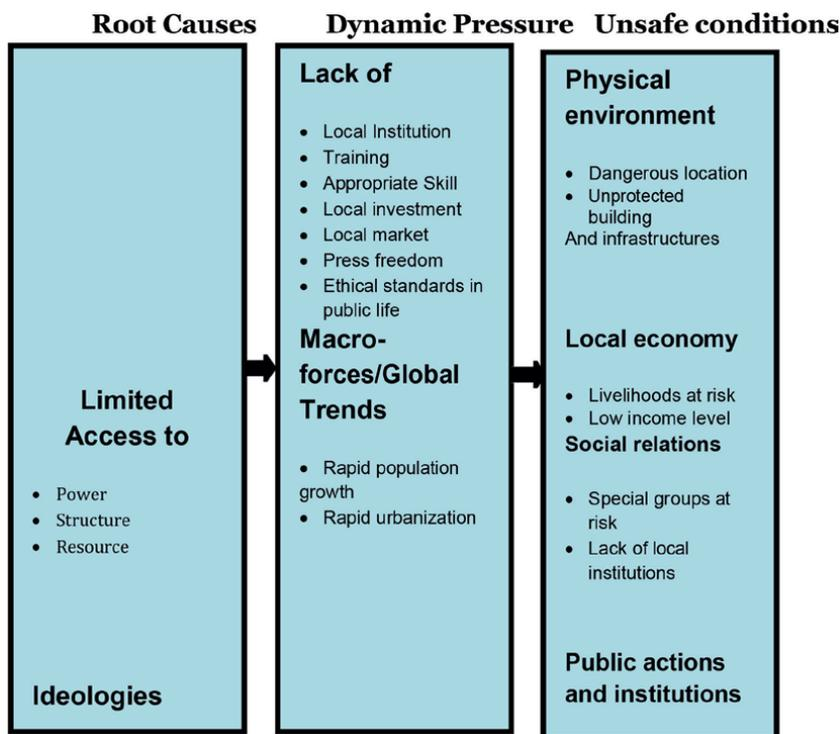 Root Causes
Dynamic Pressure
Unsafe conditions
Limited
Access to
• Power
• Structure
• Resource
Ideologies
Lack of
• Local Institution
• Training
• Appropriate Skill
• Local investment
• Local market
• Press freedom
• Ethical standards in
public life
Macro-
forces/Global
Trends
• Rapid population
growth
• Rapid urbanization
Physical
environment
• Dangerous location
• Unprotected
building
And infrastructures
Local economy
• Livelihoods at risk
• Low income level
Social relations
• Special groups at
risk
• Lack of local
institutions
Public actions
and institutions